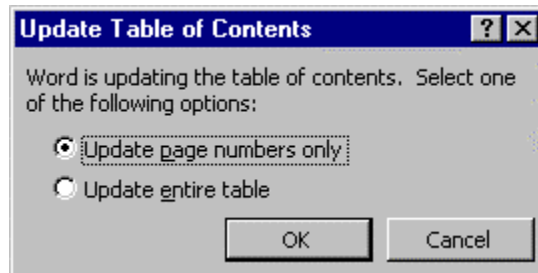 Update Table of Contents
Word is updating the table of contents. Select one
of the following options:
Update page numbers only
Update entire table
OK Cancel